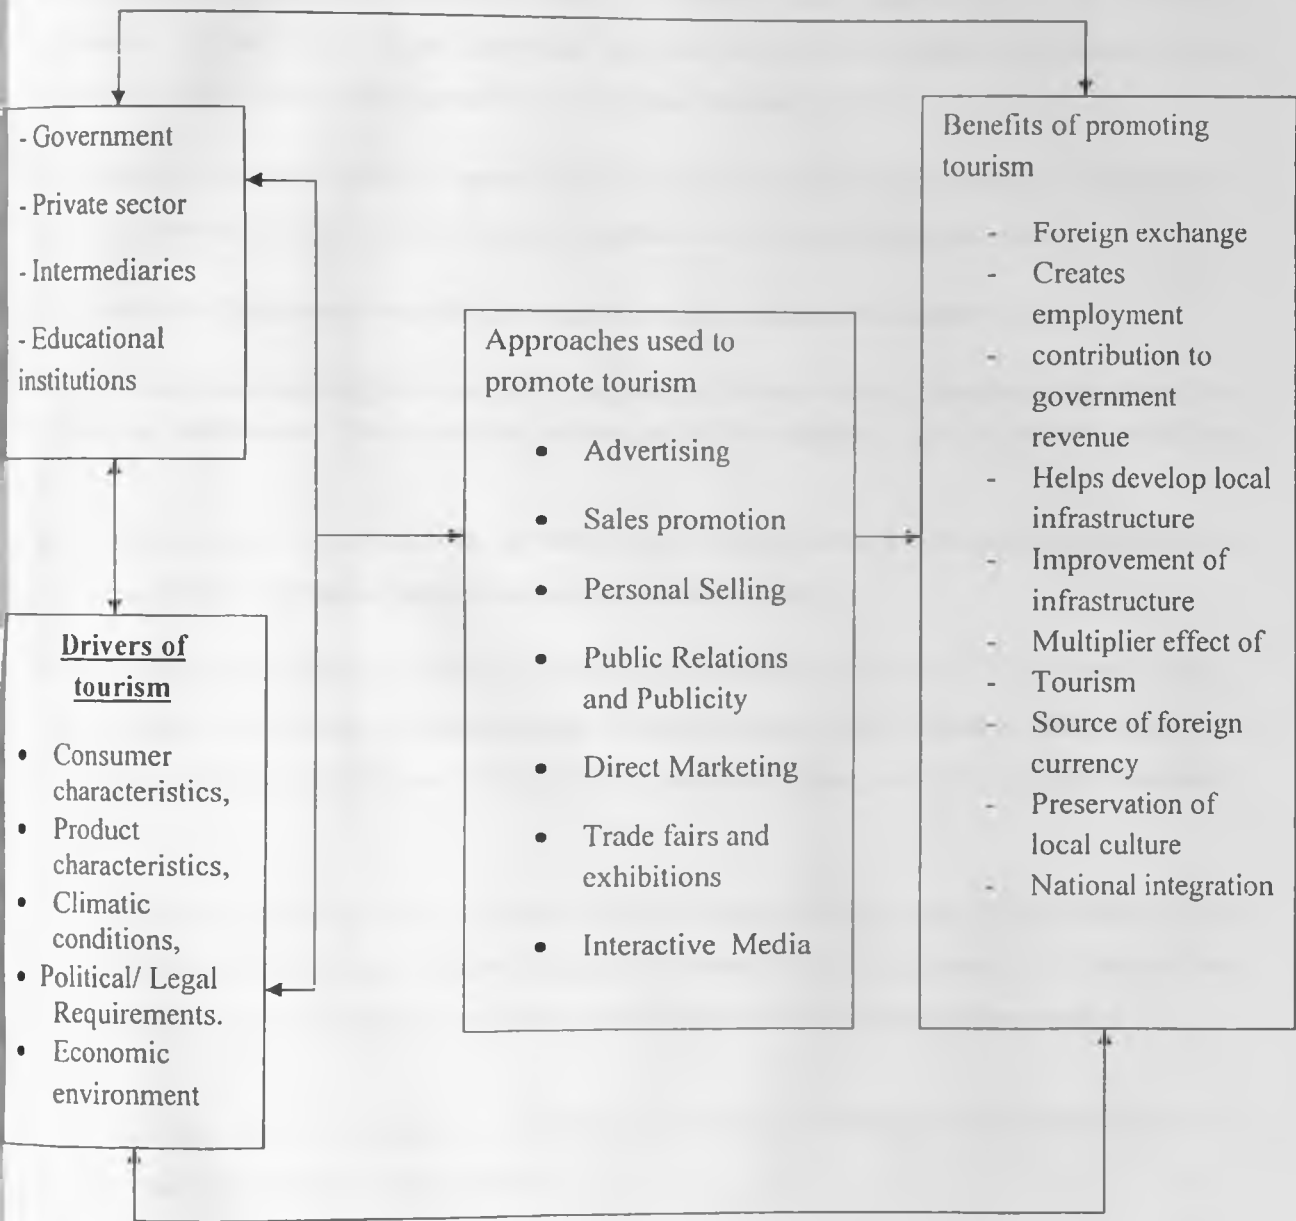 - Government
- Private sector
- Intermediaries
- Educational
institutions
Drivers of
tourism
• Consumer
characteristics,
• Product
characteristics,
• Climatic
conditions,
• Political/ Legal
Requirements.
• Economic
environment
Approaches used to
promote tourism
• Advertising
• Sales promotion
• Personal Selling
• Public Relations
and Publicity
• Direct Marketing
• Trade fairs and
exhibitions
• Interactive Media
Benefits of promoting
tourism
- Foreign exchange
- Creates
employment
- contribution to
government
revenue
- Helps develop local
infrastructure
- Improvement of
infrastructure
- Multiplier effect of
- Tourism
- Source of foreign
currency
- Preservation of
local culture
- National integration